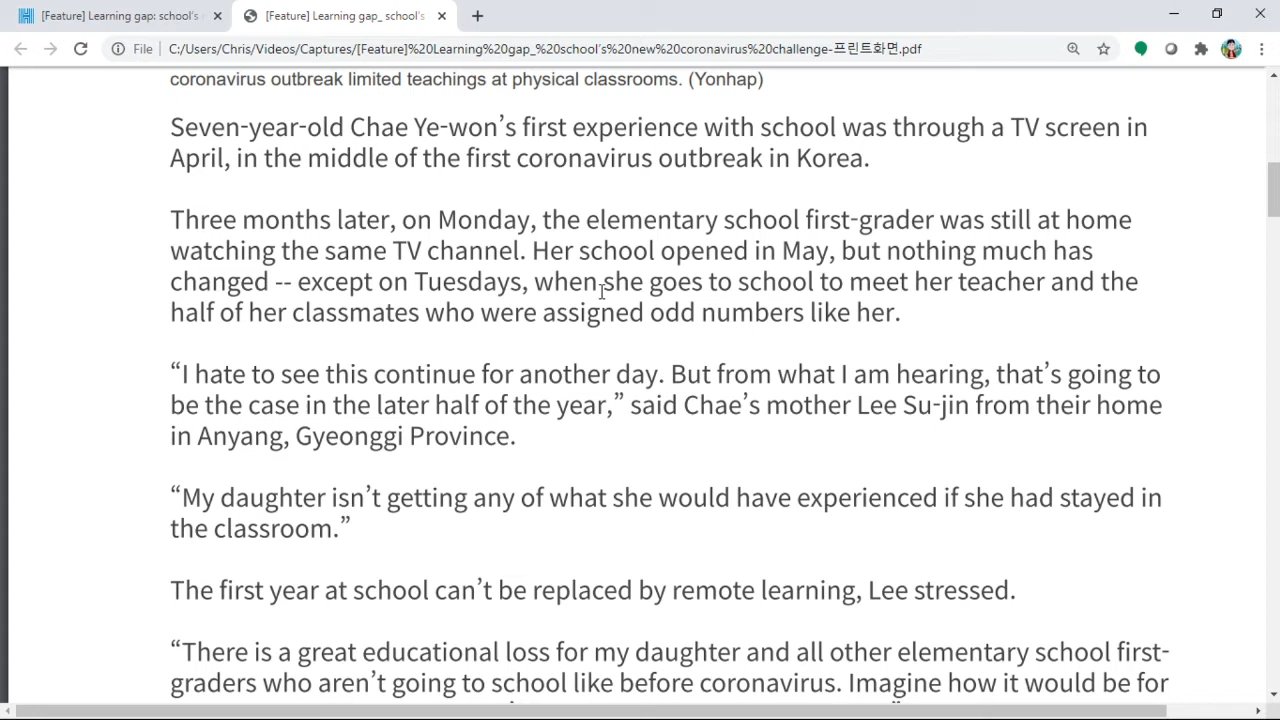 [Feature] Learning gap: school's
[Feature] Learning gap_ school's
File
C:/Users/Chris/Videos/Captures/[Feature]%20Learning%20gap_%20school's%20new%20coronavirus%20challenge-프린트화면.pdf
coronavirus outbreak limited teachings at physical classrooms. (Yonhap)
Seven-year-old Chae Ye-won’s first experience with school was through a TV screen in
April, in the middle of the first coronavirus outbreak in Korea.
Three months later, on Monday, the elementary school first-grader was still at home
watching the same TV channel. Her school opened in May, but nothing much has
changed -- except on Tuesdays, when she goes to school to meet her teacher and the
half of her classmates who were assigned odd numbers like her.
“I hate to see this continue for another day. But from what I am hearing, that’s going to
be the case in the later half of the year,” said Chae’s mother Lee Su-jin from their home
in Anyang, Gyeonggi Province.
“My daughter isn’t getting any of what she would have experienced if she had stayed in
the classroom.”
The first year at school can’t be replaced by remote learning, Lee stressed.
“There is a great educational loss for my daughter and all other elementary school first-
graders who aren’t going to school like before coronavirus. Imagine how it would be for